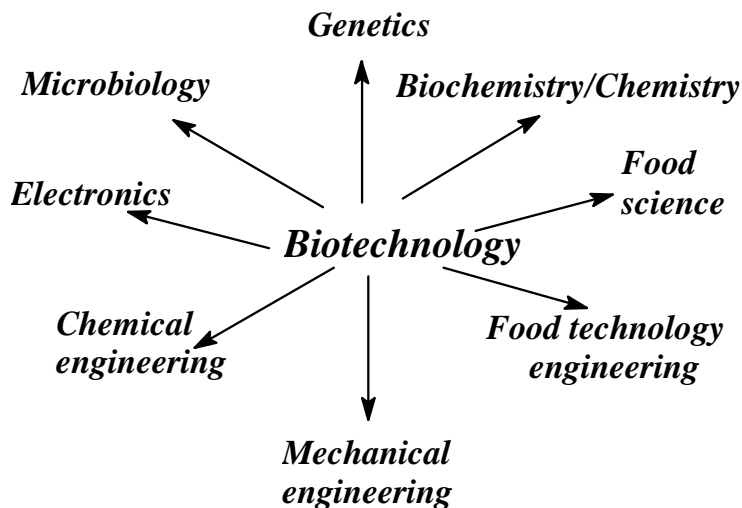 Genetics
Microbiology
Biochemistry/Chemistry
Food
science
Electronics
Biotechnology
Chemical
engineering
Food technology
engineering
Mechanical
engineering